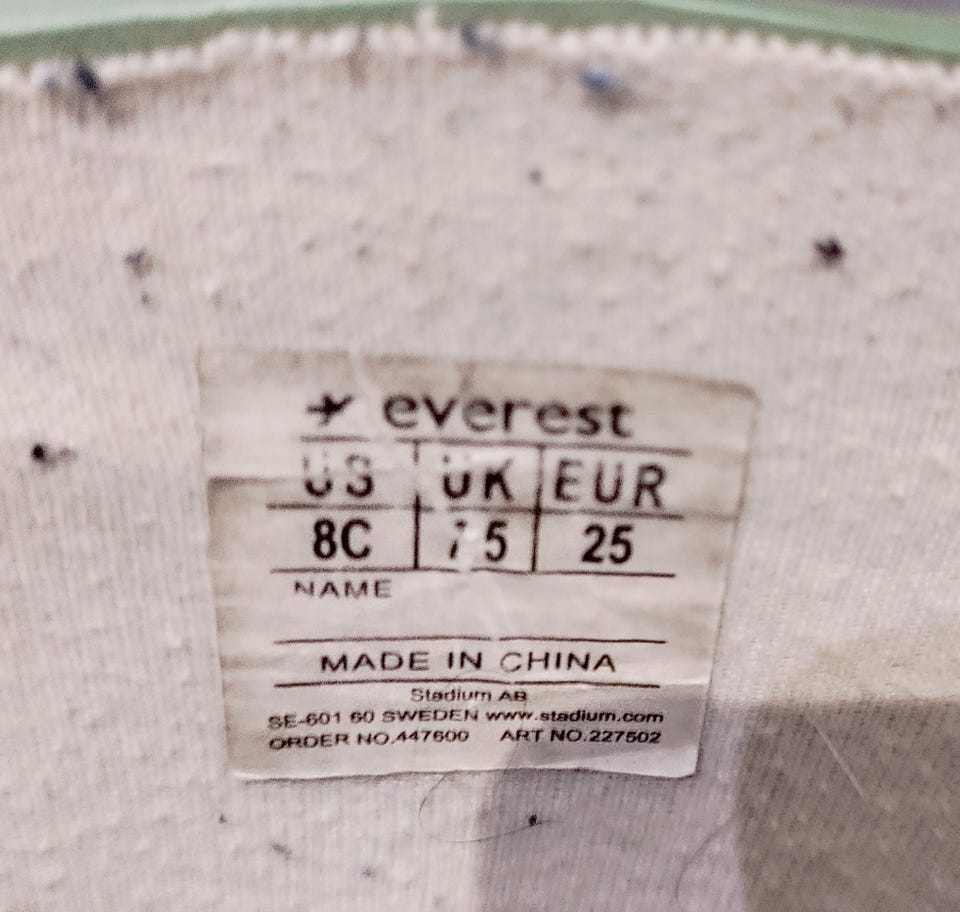 everest
US UK EUR
8C 7.5 25
NAME
MADE IN CHINA
Stadium AB
SE-601 60 SWEDEN www.stadium.com
ORDER NO.447600 ART NO.227502